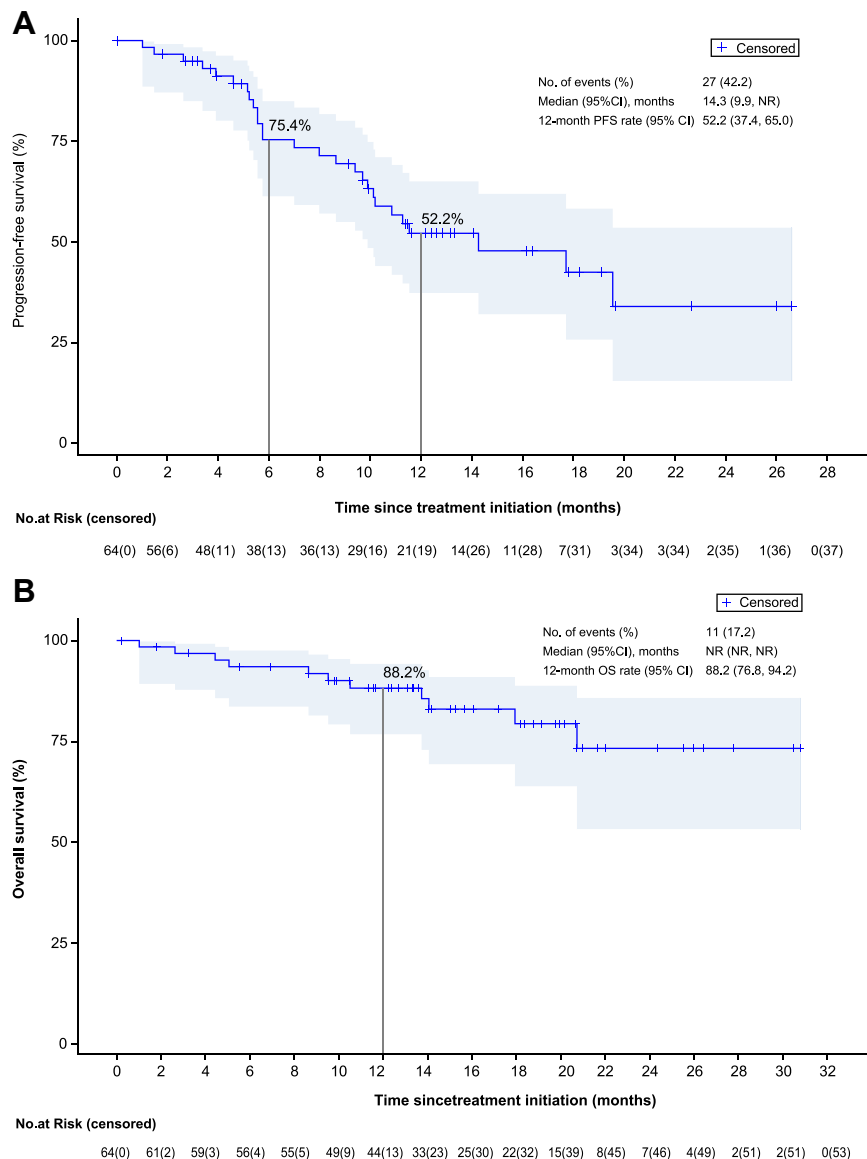 A
100
75
50
25
0
Progression-free survival (%)
+ Censored
No. of events (%) 27 (42.2)
Median (95%CI), months 14.3 (9.9, NR)
12-month PFS rate (95% CI) 52.2 (37.4, 65.0)
75.4%
52.2%
0 2 4 6 8 10 12 14 16 18 20 22 24 26 28
Time since treatment initiation (months)
No.at Risk (censored)
64(0) 56(6) 48(11) 38(13) 36(13) 29(16) 21(19) 14(26) 11(28) 7(31) 3(34) 3(34) 2(35) 1(36) 0(37)
B
100
75
50
25
0
Overall survival (%)
+ Censored
No. of events (%) 11 (17.2)
Median (95%CI), months NR (NR, NR)
12-month OS rate (95% CI) 88.2 (76.8, 94.2)
88.2%
0 2 4 6 8 10 12 14 16 18 20 22 24 26 28 30 32
Time sincetreatment initiation (months)
No.at Risk (censored)
64(0) 61(2) 59(3) 56(4) 55(5) 49(9) 44(13) 33(23) 25(30) 22(32) 15(39) 8(45) 7(46) 4(49) 2(51) 2(51) 0(53)